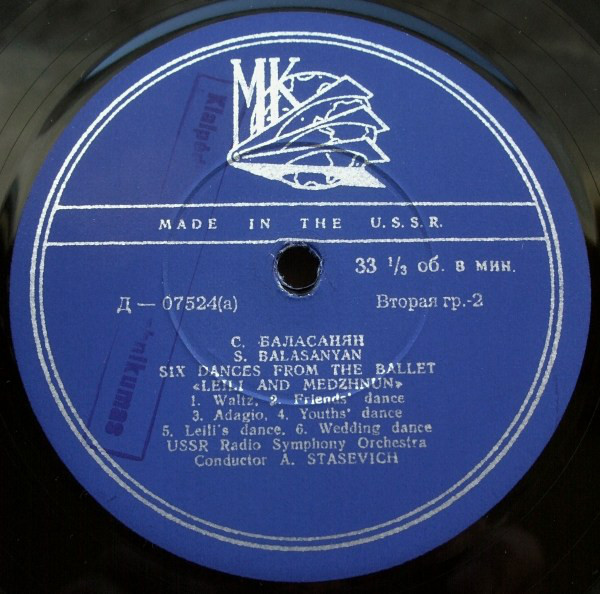 МК
MADE IN THE U.S.S.R.
33 1/3 об. в мин.
Д — 07524(a)
Вторая гр.-2
С. БАЛАСАНЯН
S. BALASANYAN
SIX DANCES FROM THE BALLET
«LEILI AND MEDZHNUN»
1. Waltz, 2. Friends' dance
3. Adagio, 4. Youths' dance
5. Leili's dance, 6. Wedding dance
USSR Radio Symphony Orchestra
Conductor A. STASEVICH